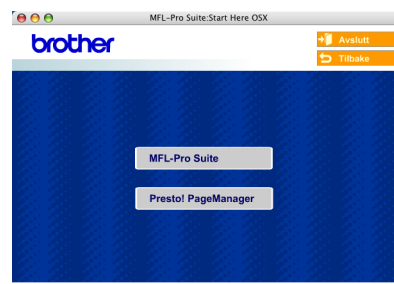 MFL-Pro Suite:Start Here OSX
brother
Avslutt
Tilbake
MFL-Pro Suite
Presto! PageManager